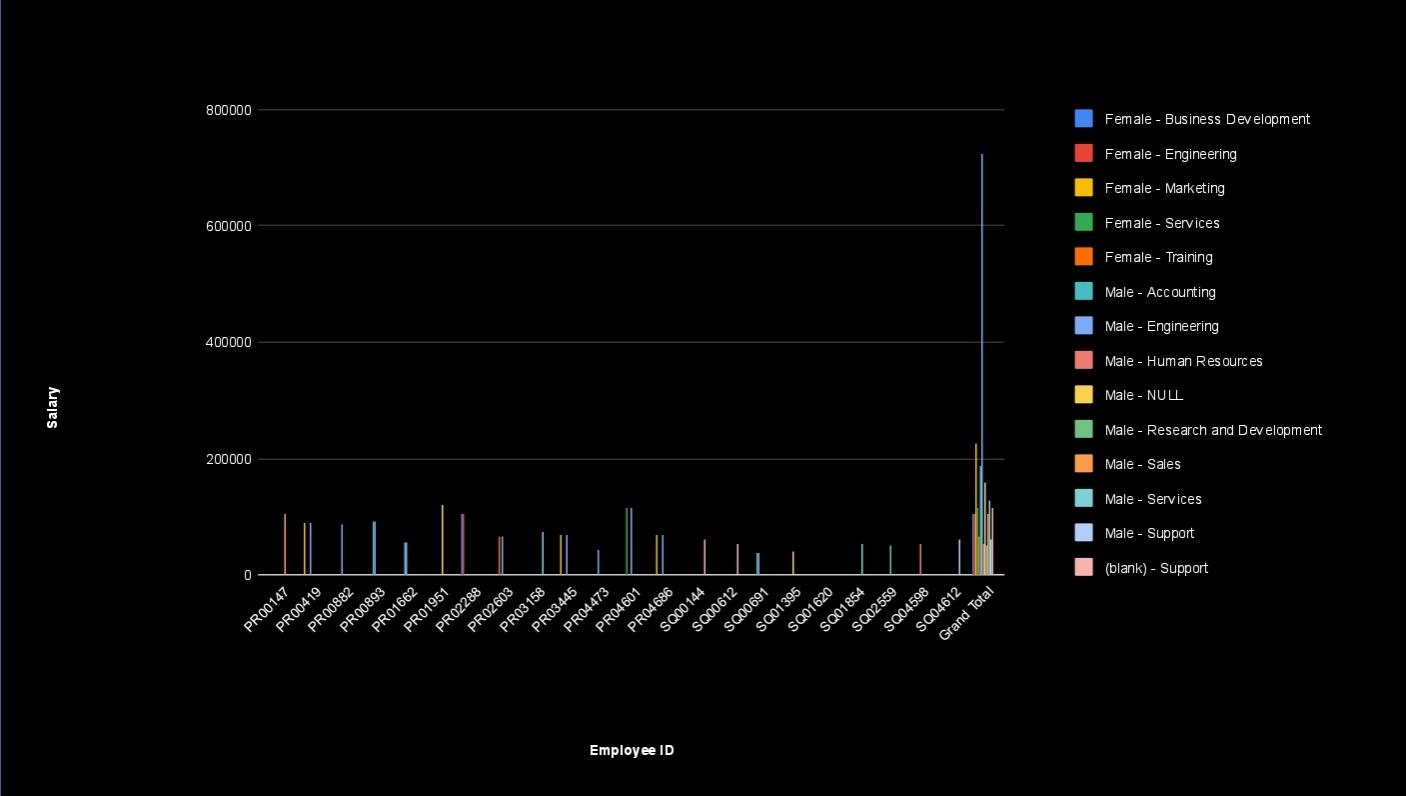 800000
600000
400000
200000
0
Salary
PR00147
PR00419
PR00882
PR00893
PR01662
PR01951
PR02288
PR02603
PR03158
PR03445
PR04473
PR04601
PR04686
SQ00144
SQ00612
SQ00691
SQ01395
SQ01620
SQ01854
SQ02559
SQ04598
SQ04612
Grand Total
Employee ID
Female - Business Development
Female - Engineering
Female - Marketing
Female - Services
Female - Training
Male - Accounting
Male - Engineering
Male - Human Resources
Male - NULL
Male - Research and Development
Male - Sales
Male - Services
Male - Support
(blank) - Support